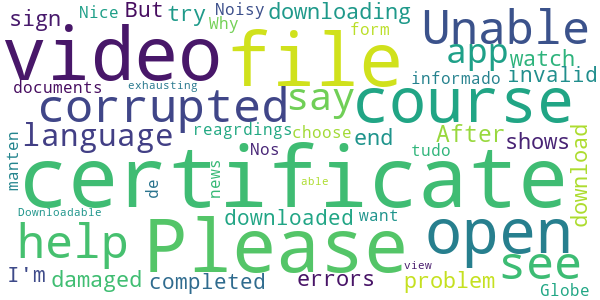 sign Nice But try Noisy downloading
Why form
video file Unable
app watch
documents exhausting say informado invalid
corrupted course
language reagrdings choose end After shows
manten Nos tudo download
certificate
de news able
Downloadable downloaded want
help Please open see
I'm damaged completed errors view problem Globe